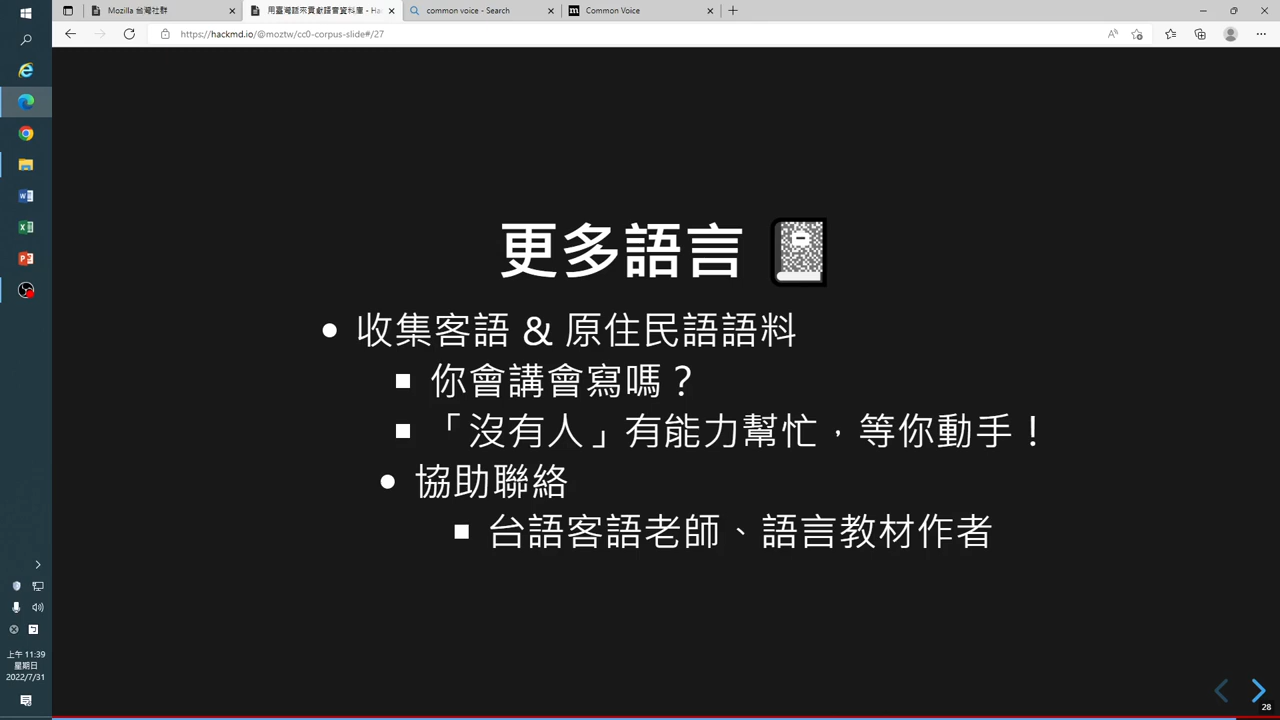 Mozilla 台灣社群
用臺灣語來貢獻語音資料庫 - Ha
common voice - Search
Common Voice
https://hackmd.io/@moztw/cc0-corpus-slide#/27
更多語言
收集客語 & 原住民語語料
你會講會寫嗎？
「沒有人」有能力幫忙，等你動手！
協助聯絡
台語客語老師、語言教材作者
上午 11:39
星期日
2022/7/31
28